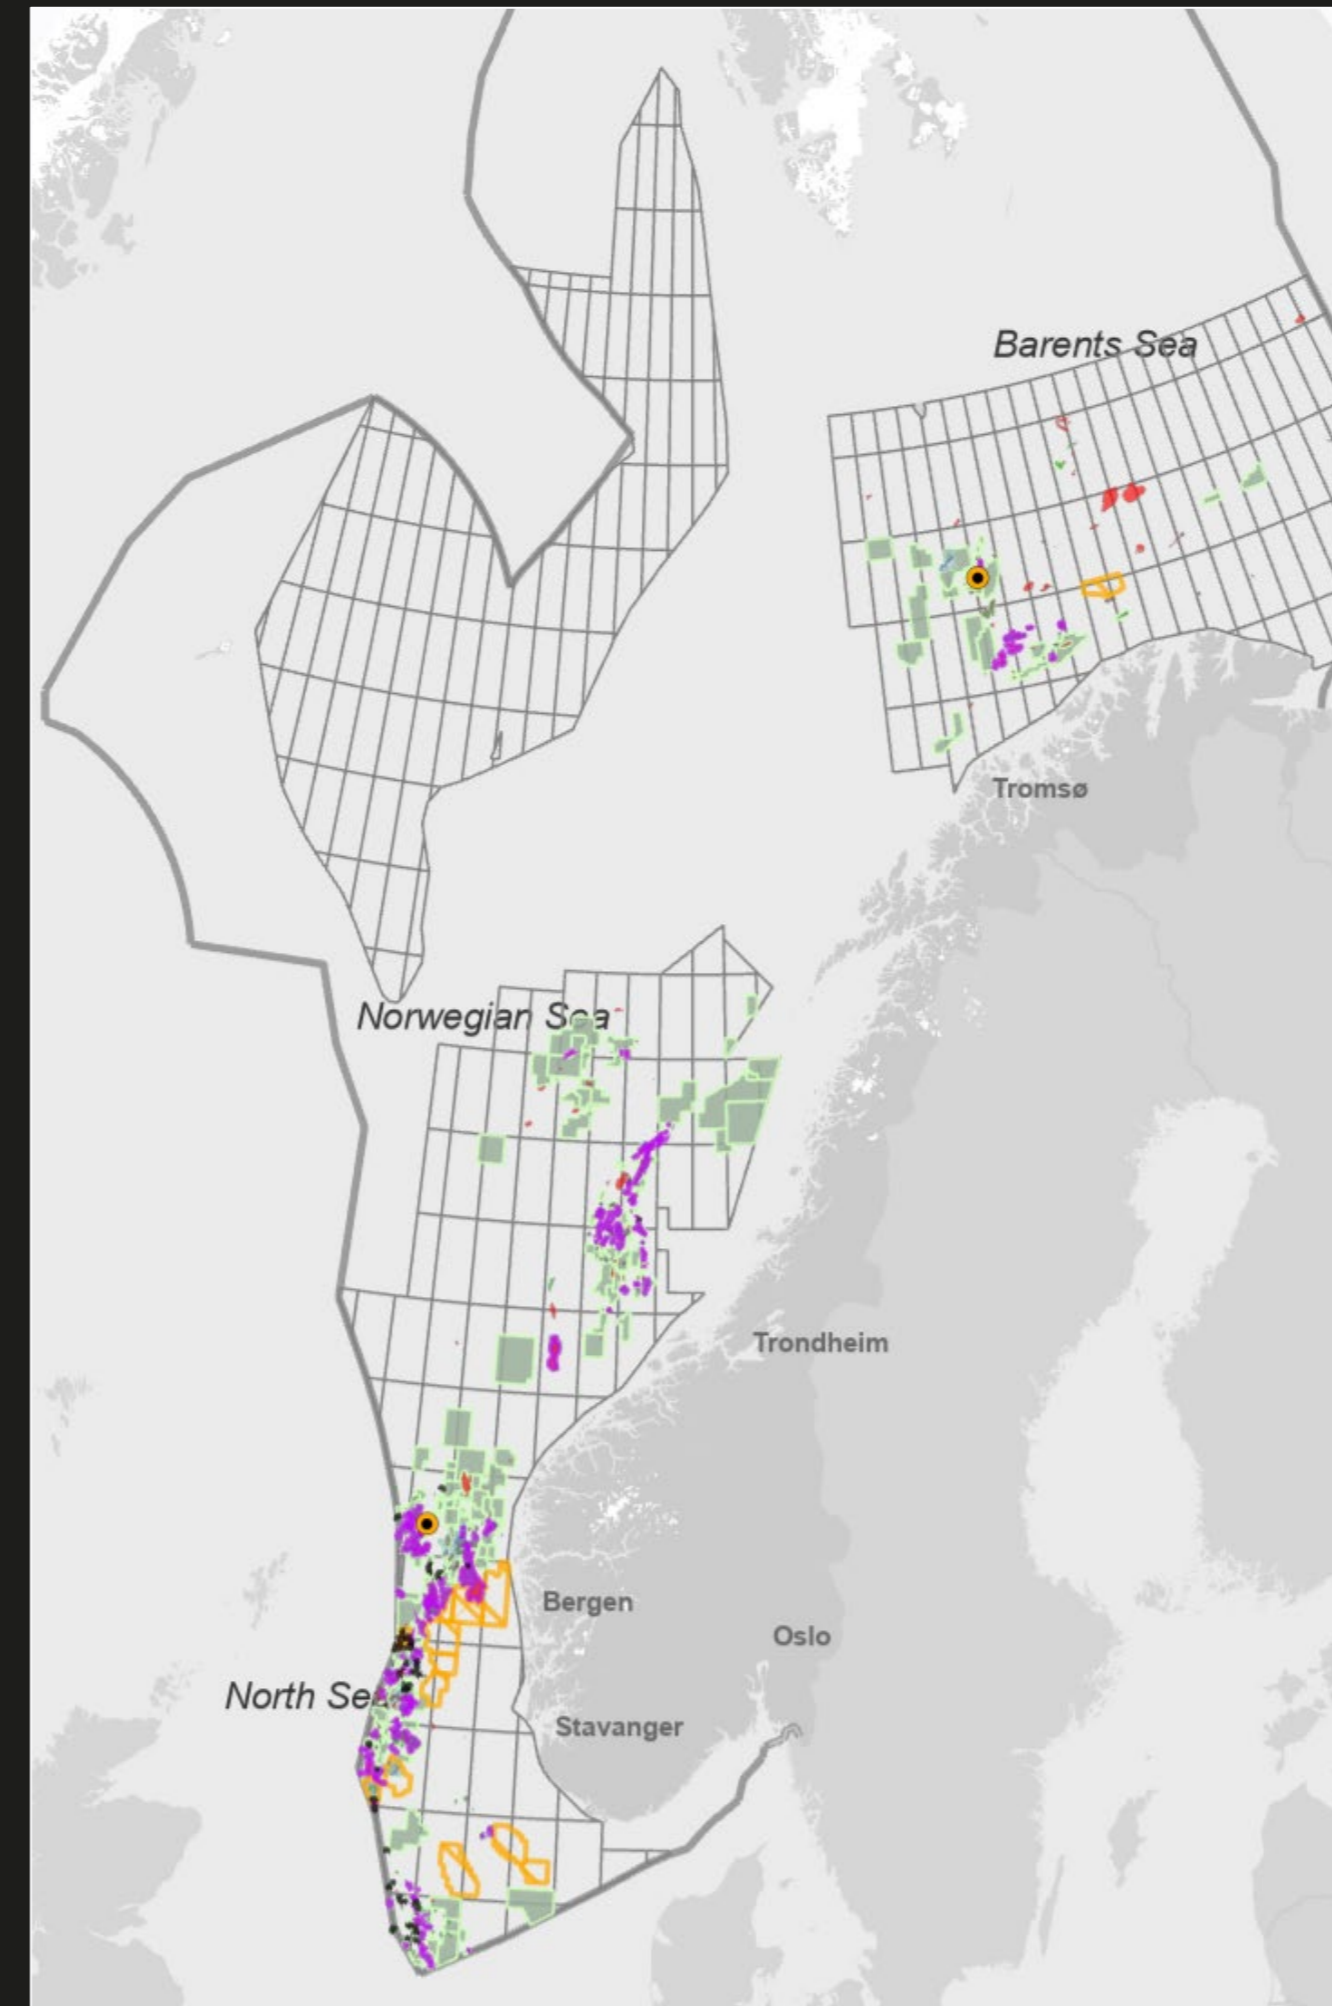 Barents Sea
Tromsø
Norwegian Sea
Trondheim
Bergen
Oslo
North Sea
Stavanger